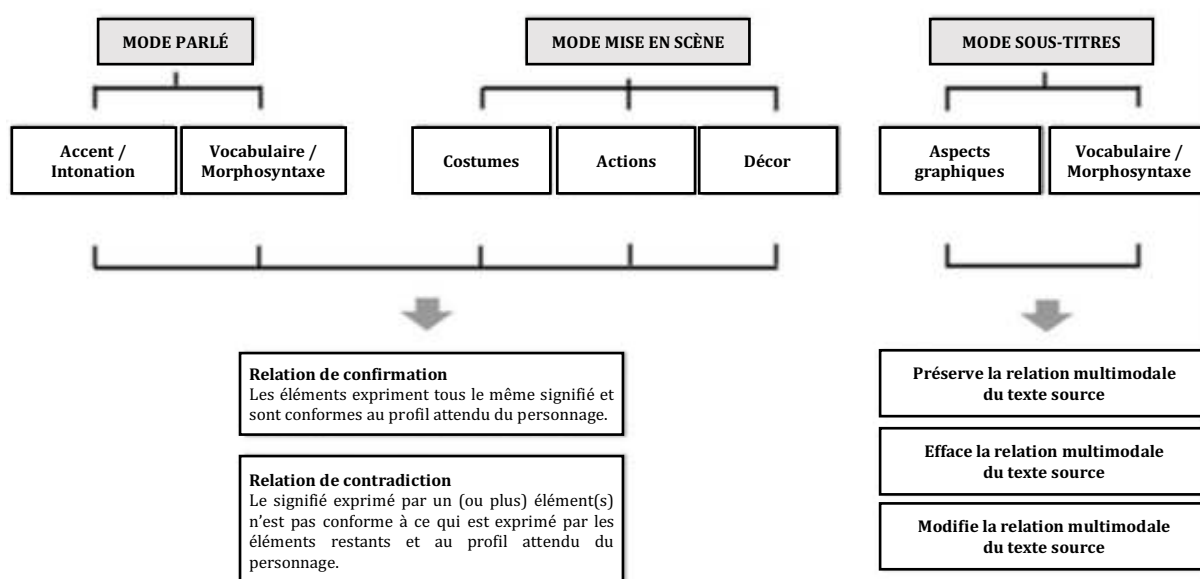 MODE PARLÉ
MODE MISE EN SCÈNE
MODE SOUS-TITRES
Accent /
Intonation
Vocabulaire /
Morphosyntaxe
Costumes
Actions
Décor
Aspects
graphiques
Vocabulaire /
Morphosyntaxe
Relation de confirmation
Les éléments expriment tous le même signifié et
sont conformes au profil attendu du personnage.
Relation de contradiction
Le signifié exprimé par un (ou plus) élément(s)
n’est pas conforme à ce qui est exprimé par les
éléments restants et au profil attendu du
personnage.
Préserve la relation multimodale
du texte source
Efface la relation multimodale
du texte source
Modifie la relation multimodale
du texte source